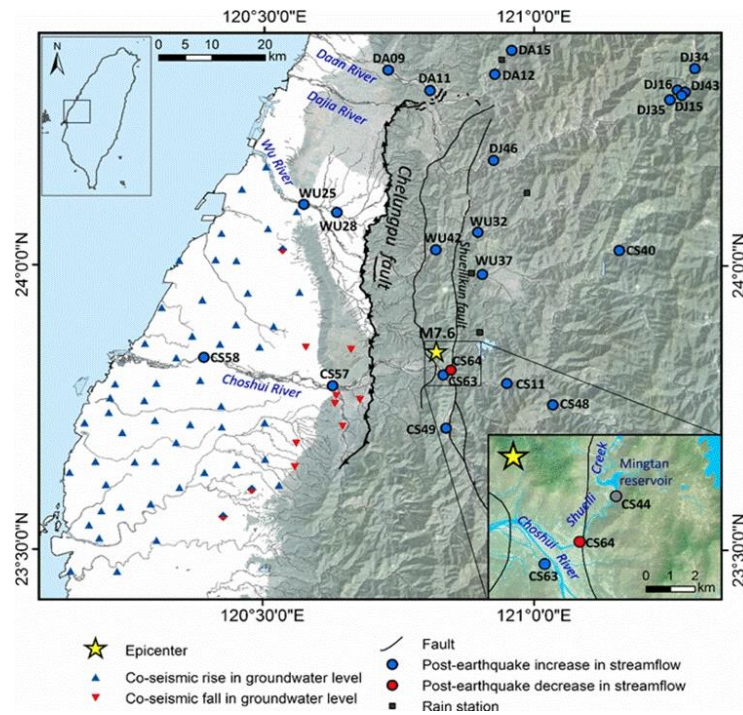 120°30'0"E
121°0'0"E
N
0 10 20
km
Daan River
DA09
DA15
DA11
DA12
DJ34
DJ16
DJ43
DJ35
DJ15
Dajia River
DJ46
Wu River
WU25
WU28
Chelungpu fault
WU42
WU32
Shueilikun fault
WU37
CS40
24°0'0"N
24°0'0"N
M7.6
CS58
CS64
CS63
CS57
Choshui River
CS11
CS48
CS49
Creek
Mingtan
reservoir
Shueili
CS44
Choshui River
CS64
CS63
0 1 2
km
23°30'0"N
23°30'0"N
120°30'0"E
121°0'0"E
Epicenter
Co-seismic rise in groundwater level
Co-seismic fall in groundwater level
Fault
Post-earthquake increase in streamflow
Post-earthquake decrease in streamflow
Rain station